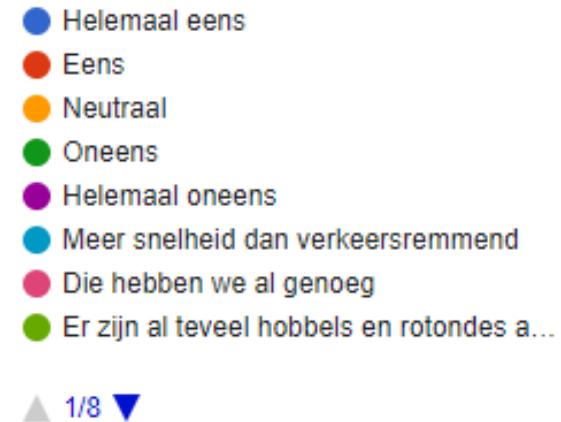 Helemaal eens
Eens
Neutraal
Oneens
Helemaal oneens
Meer snelheid dan verkeersremmend
Die hebben we al genoeg
Er zijn al teveel hobbels en rotondes a...
1/8